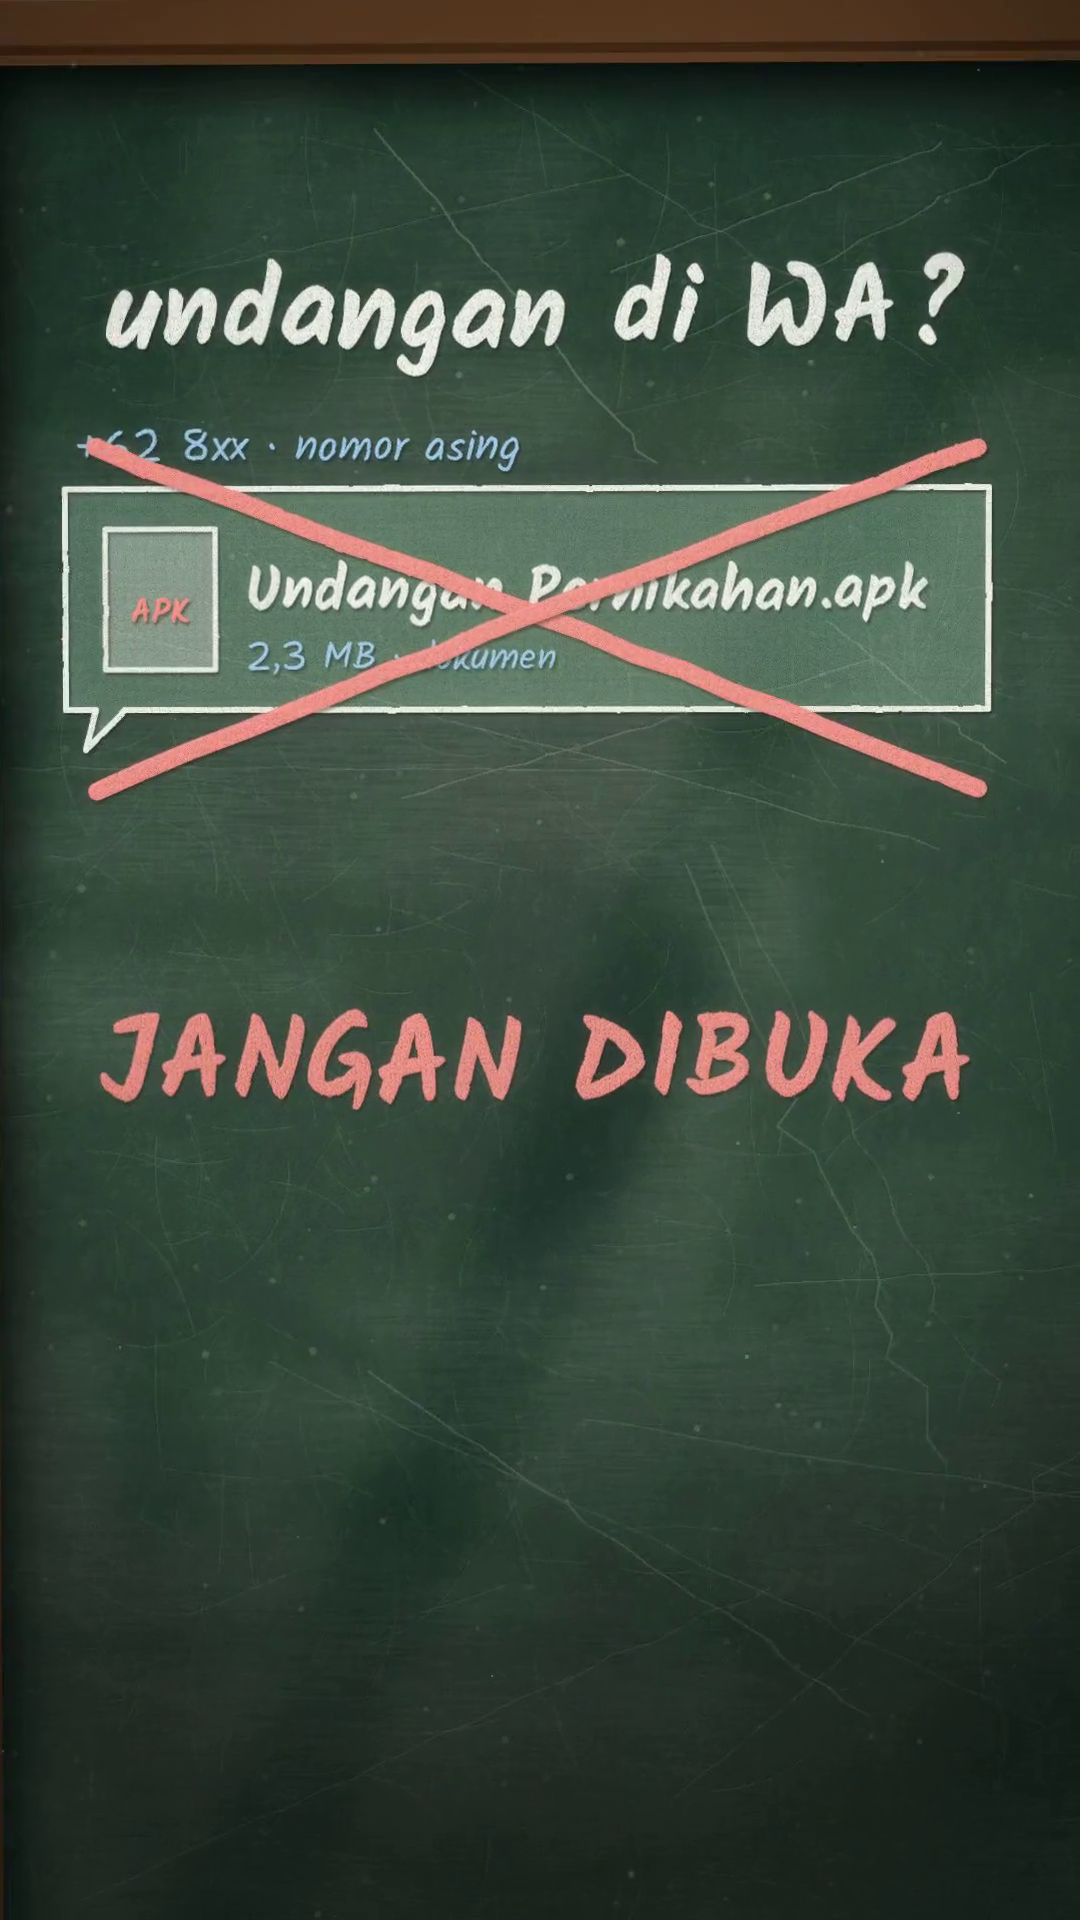 undangan di WA?
+62 8xx · nomor asing
APK
Undangan Pernikahan.apk
2,3 MB · dokumen
JANGAN DIBUKA